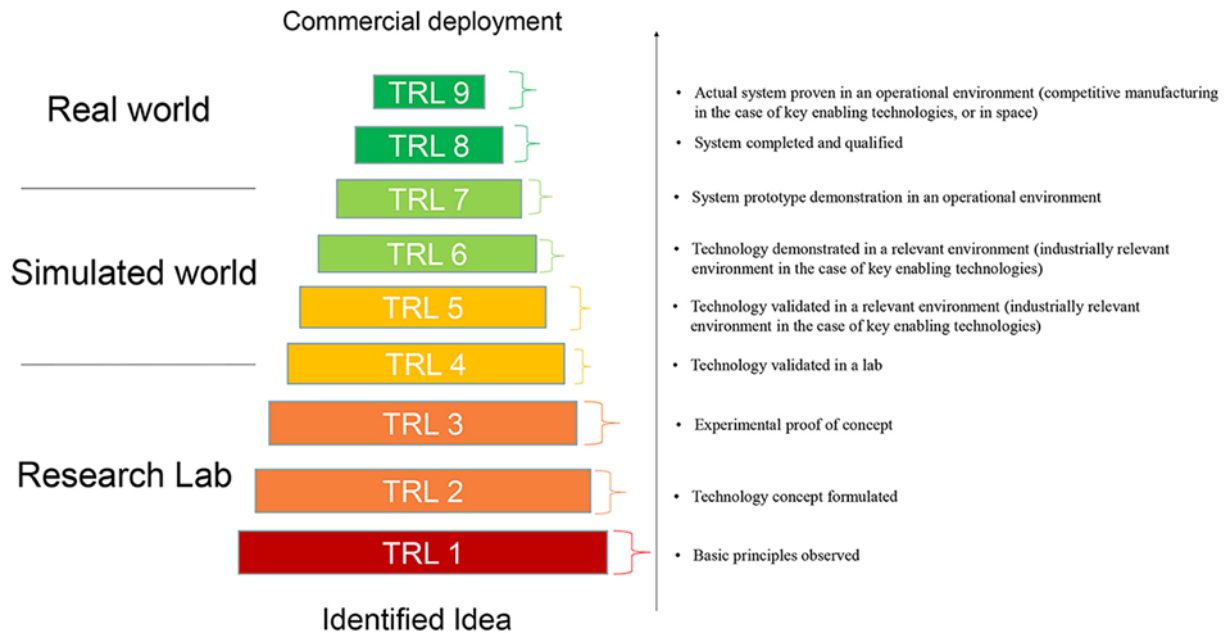 Commercial deployment
Real world
TRL 9
• Actual system proven in an operational environment (competitive manufacturing
in the case of key enabling technologies, or in space)
TRL 8
• System completed and qualified
TRL 7
• System prototype demonstration in an operational environment
Simulated world
TRL 6
• Technology demonstrated in a relevant environment (industrially relevant
environment in the case of key enabling technologies)
TRL 5
• Technology validated in a relevant environment (industrially relevant
environment in the case of key enabling technologies)
TRL 4
• Technology validated in a lab
Research Lab
TRL 3
• Experimental proof of concept
TRL 2
• Technology concept formulated
TRL 1
• Basic principles observed
Identified Idea